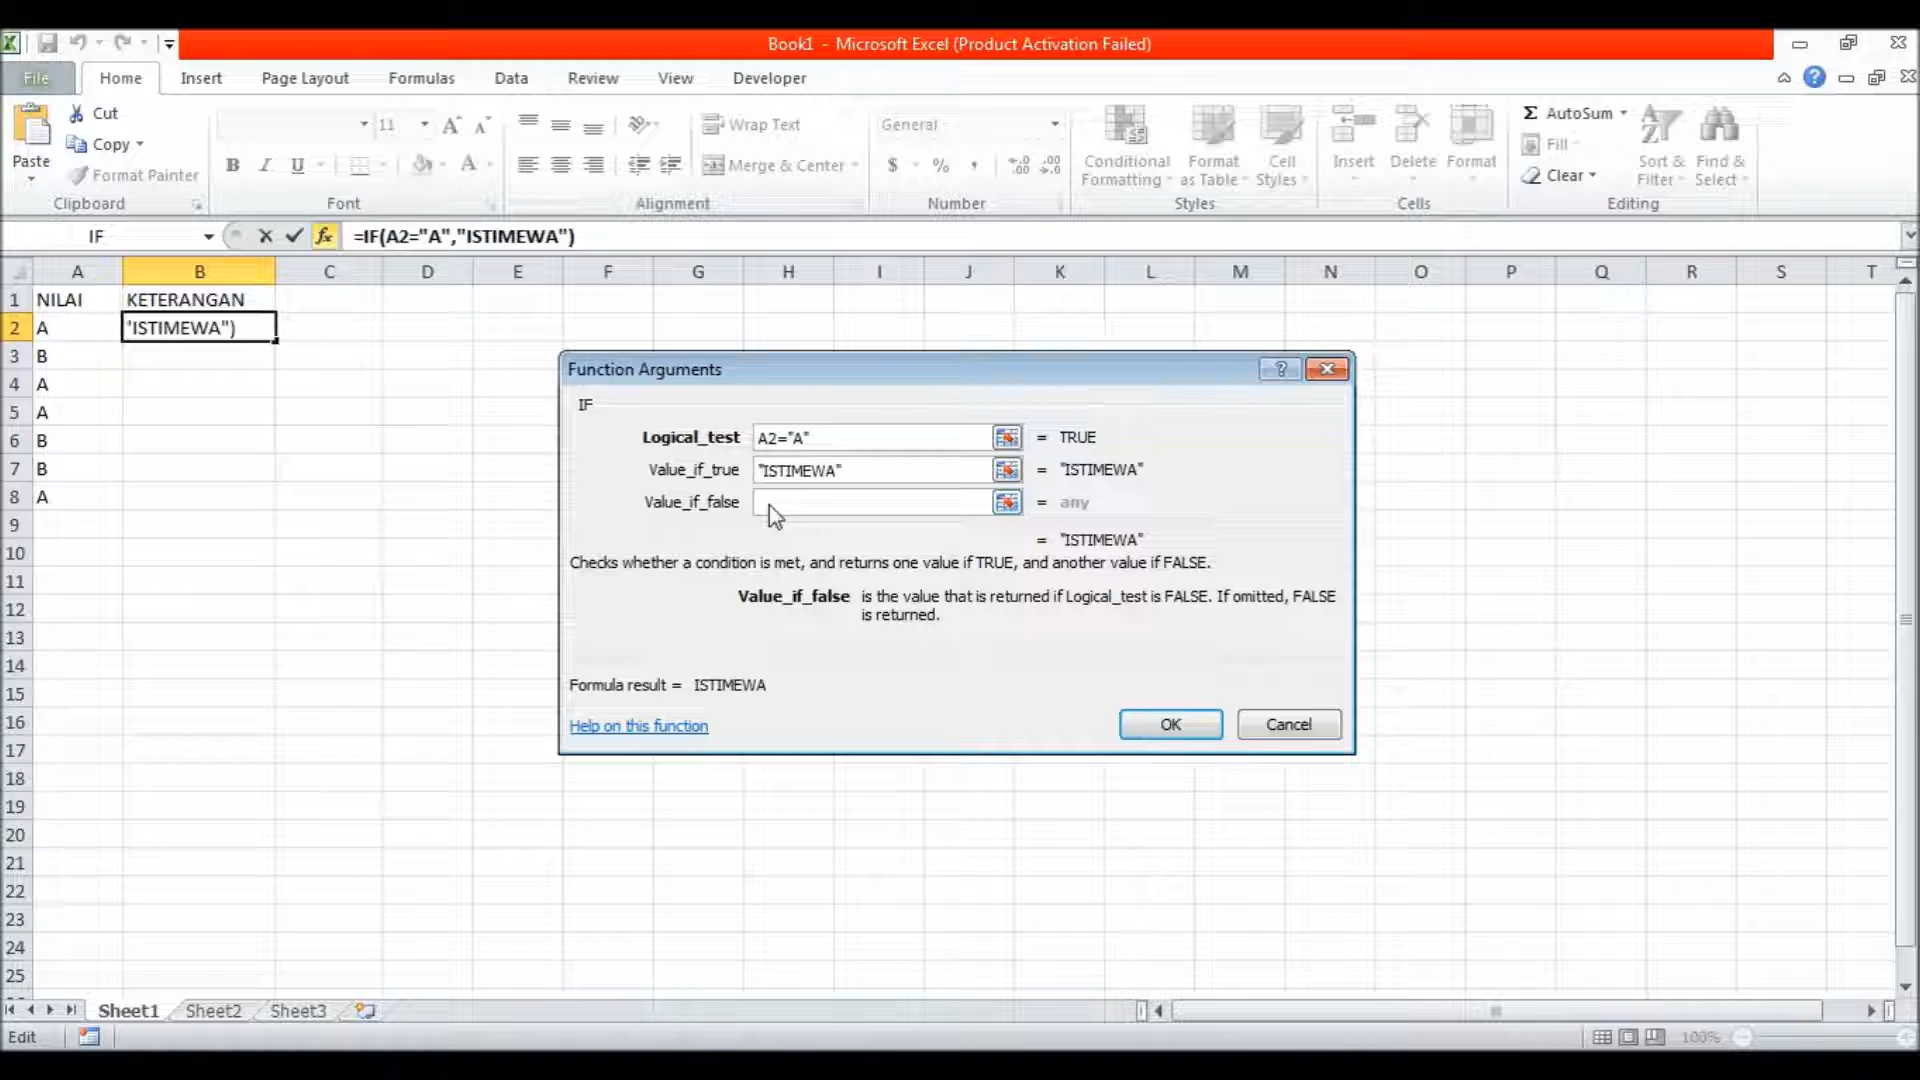 Book1 - Microsoft Excel (Product Activation Failed)
File Home Insert Page Layout Formulas Data Review View Developer
Paste
Cut
Copy
Format Painter
Clipboard
11
B I U
A
Font
Wrap Text
Merge & Center
Alignment
General
$ % ,
Number
Conditional Formatting
Format as Table
Cell Styles
Styles
Insert Delete Format
Cells
Σ AutoSum
Fill
Clear
Sort & Filter
Find & Select
Editing
IF fx =IF(A2="A","ISTIMEWA")
A B C D E F G H I J K L M N O P Q R S T
1 NILAI KETERANGAN
2 A "ISTIMEWA")
3 B
4 A
5 A
6 B
7 B
8 A
9
10
11
12
13
14
15
16
17
18
19
20
21
22
23
24
25
Function Arguments
IF
Logical_test A2="A" = TRUE
Value_if_true "ISTIMEWA" = "ISTIMEWA"
Value_if_false = any
= "ISTIMEWA"
Checks whether a condition is met, and returns one value if TRUE, and another value if FALSE.
Value_if_false is the value that is returned if Logical_test is FALSE. If omitted, FALSE
is returned.
Formula result = ISTIMEWA
Help on this function
OK Cancel
Sheet1 Sheet2 Sheet3
Edit 100%